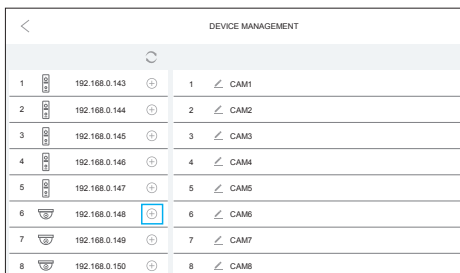 DEVICE MANAGEMENT
1 192.168.0.143 1 CAM1
2 192.168.0.144 2 CAM2
3 192.168.0.145 3 CAM3
4 192.168.0.146 4 CAM4
5 192.168.0.147 5 CAM5
6 192.168.0.148 6 CAM6
7 192.168.0.149 7 CAM7
8 192.168.0.150 8 CAM8